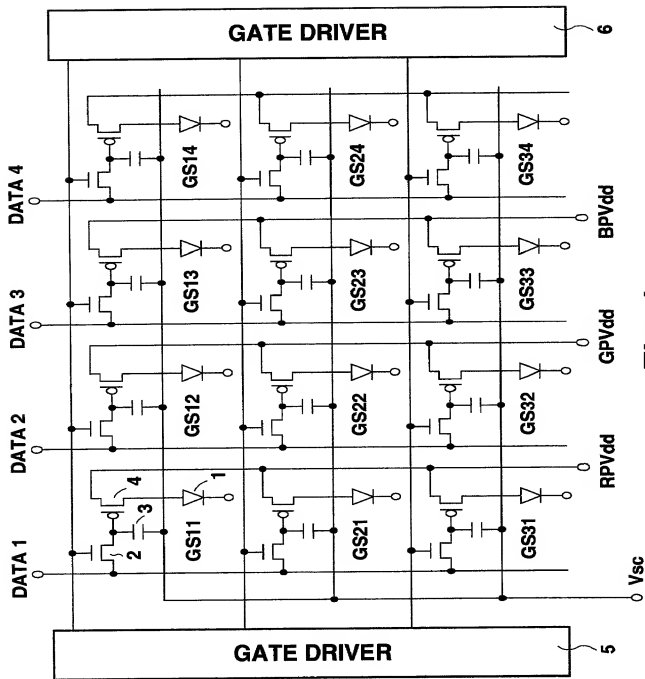 GATE DRIVER
6
DATA 1
DATA 2
DATA 3
DATA 4
2
3
4
1
GS11
GS12
GS13
GS14
GS21
GS22
GS23
GS24
GS31
GS32
GS33
GS34
RPVdd
GPVdd
BPVdd
Vsc
GATE DRIVER
5